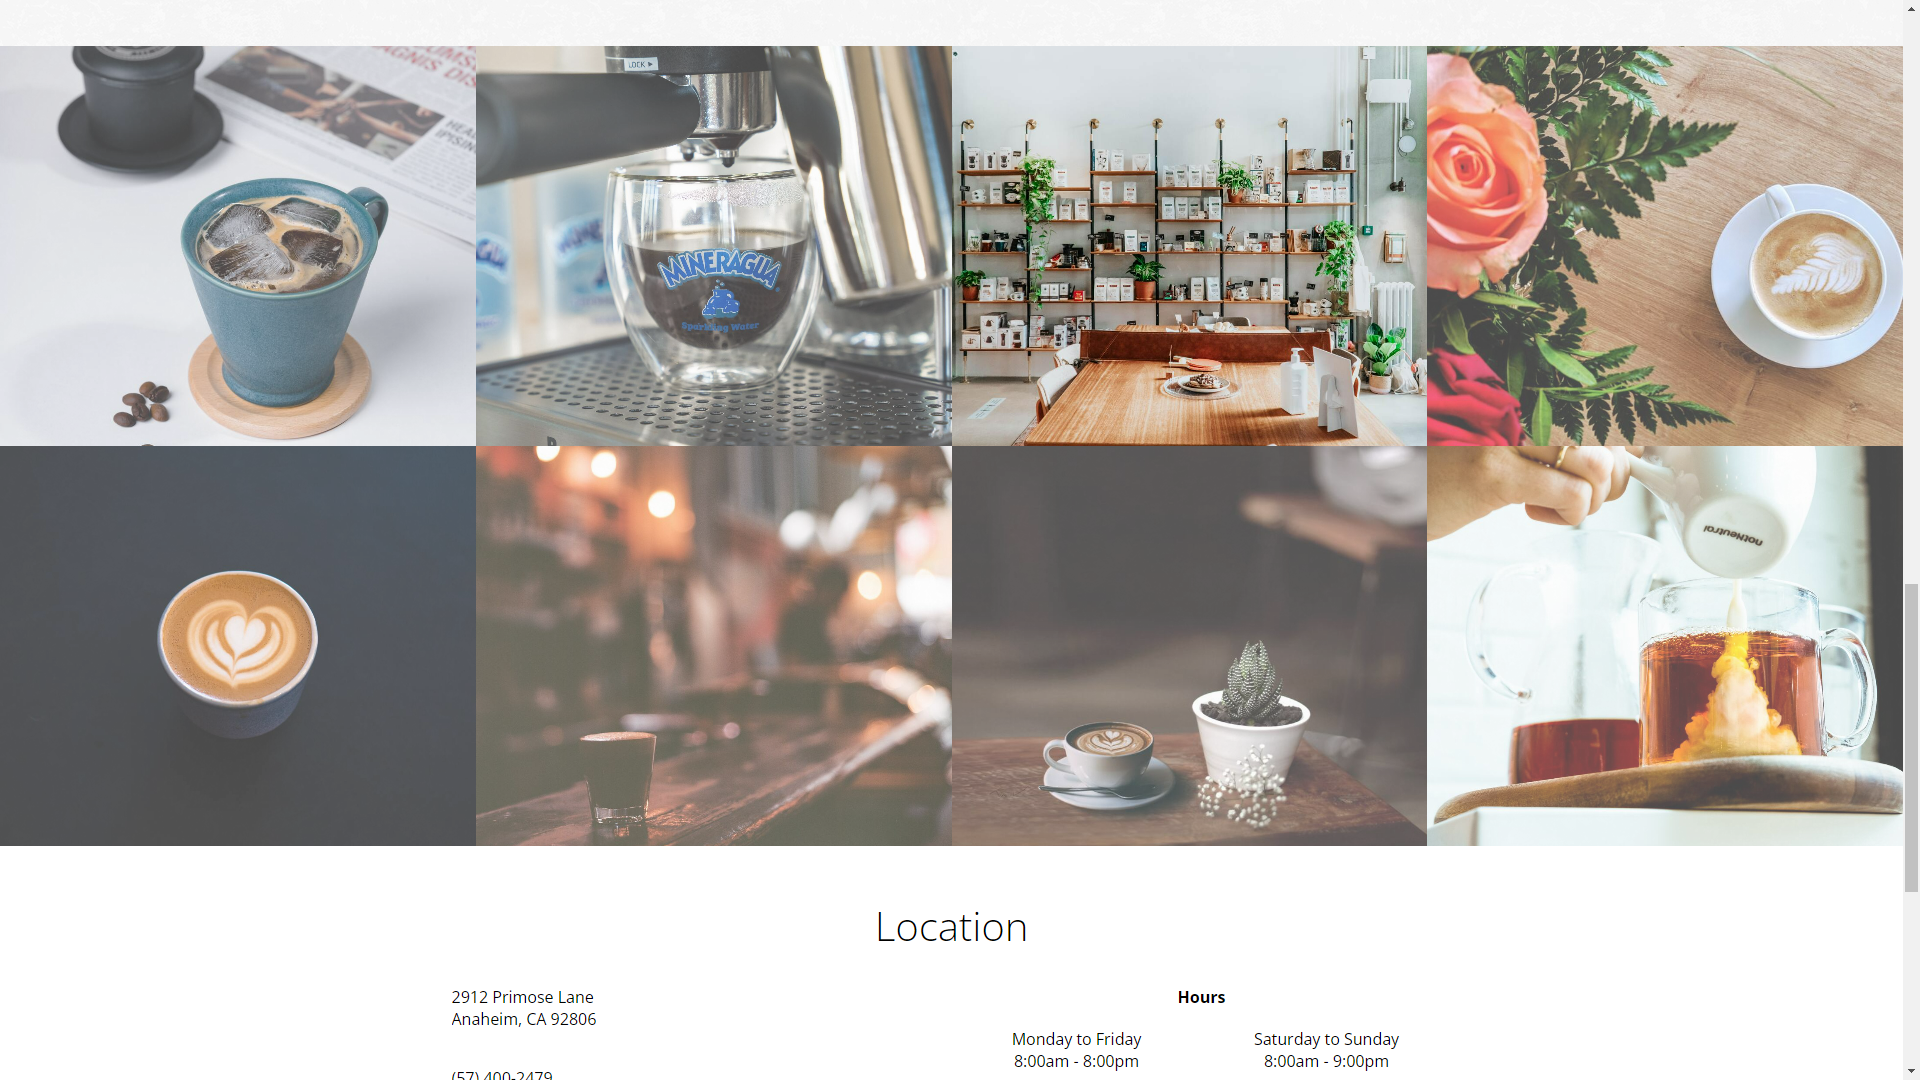 LOCK ▶
MINERAGUA
Sparkling Water
notNeutral
Location
2912 Primose Lane
Anaheim, CA 92806
(57) 400-2479
Hours
Monday to Friday
8:00am - 8:00pm
Saturday to Sunday
8:00am - 9:00pm